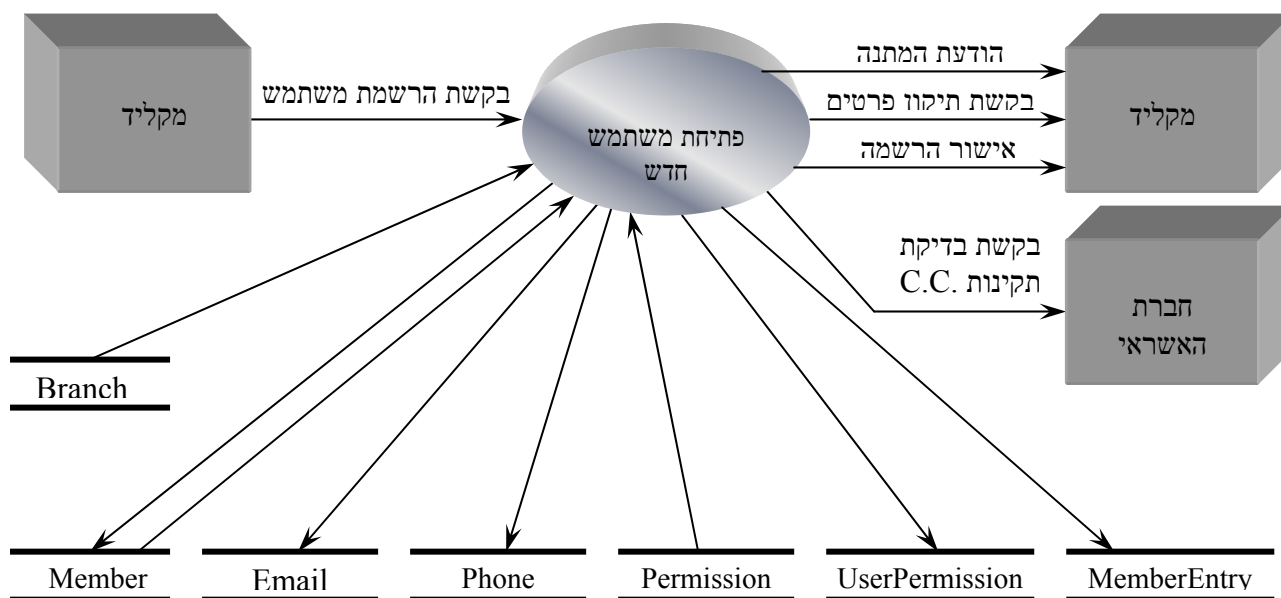 מקליד
בקשת הרשמת משתמש
פתיחת משתמש
חדש
הודעת המתנה
בקשת תיקון פרטים
אישור הרשמה
מקליד
בקשת בדיקת
תקינות C.C.
חברת
האשראי
Branch
Member
Email
Phone
Permission
UserPermission
MemberEntry